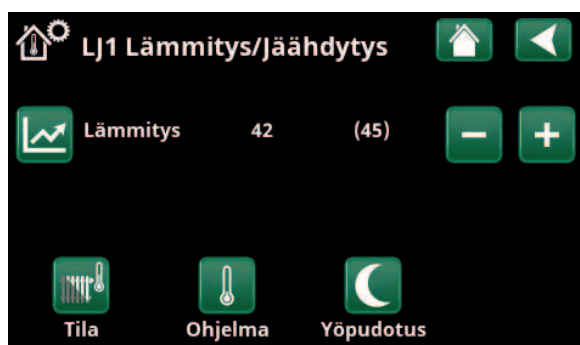 LJ1 Lämmitys/Jäähdytys
Lämmitys 42 (45) − +
Tila Ohjelma Yöpudotus